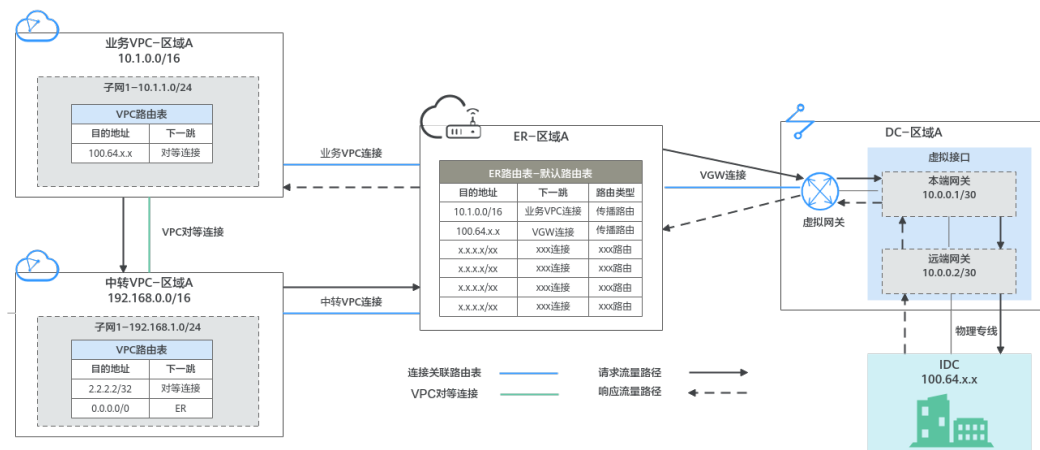 业务VPC-区域A
10.1.0.0/16
子网1-10.1.1.0/24
VPC路由表
目的地址 下一跳
100.64.x.x 对等连接
VPC对等连接
中转VPC-区域A
192.168.0.0/16
子网1-192.168.1.0/24
VPC路由表
目的地址 下一跳
2.2.2.2/32 对等连接
0.0.0.0/0 ER
业务VPC连接
中转VPC连接
ER-区域A
ER路由表-默认路由表
目的地址 下一跳 路由类型
10.1.0.0/16 业务VPC连接 传播路由
100.64.x.x VGW连接 传播路由
x.x.x.x/xx xxx连接 xxx路由
x.x.x.x/xx xxx连接 xxx路由
x.x.x.x/xx xxx连接 xxx路由
x.x.x.x/xx xxx连接 xxx路由
VGW连接
DC-区域A
虚拟网关
虚拟接口
本端网关
10.0.0.1/30
远端网关
10.0.0.2/30
物理专线
IDC
100.64.x.x
连接关联路由表
VPC对等连接
请求流量路径
响应流量路径